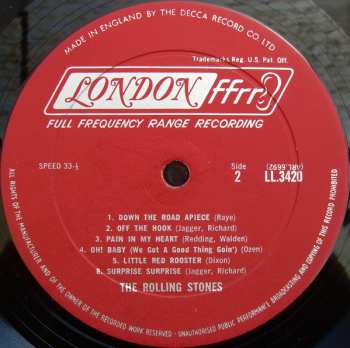 MADE IN ENGLAND BY THE DECCA RECORD CO. LTD
Trademarks Reg. U.S. Pat. Off.
LONDON ffrr
FULL FREQUENCY RANGE RECORDING
SPEED 33-⅓
Side
2
LL.3420
(ARL.6692)
1. DOWN THE ROAD APIECE (Raye)
2. OFF THE HOOK (Jagger, Richard)
3. PAIN IN MY HEART (Redding, Walden)
4. OH! BABY (We Got A Good Thing Goin') (Ozen)
5. LITTLE RED ROOSTER (Dixon)
6. SURPRISE SURPRISE (Jagger, Richard)
THE ROLLING STONES
ALL RIGHTS OF THE MANUFACTURER AND OF THE OWNER OF THE RECORDED WORK RESERVED - UNAUTHORISED PUBLIC PERFORMANCE, BROADCASTING AND COPYING OF THIS RECORD PROHIBITED